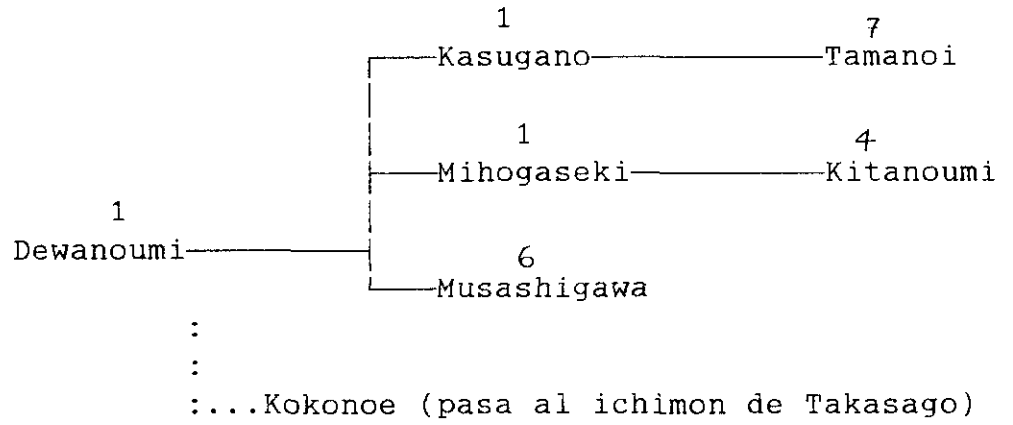 1 7
Kasugano Tamanoi
1 4
Mihogaseki Kitanoumi
1
Dewanoumi
6
Musashigawa
:
:
:...Kokonoe (pasa al ichimon de Takasago)